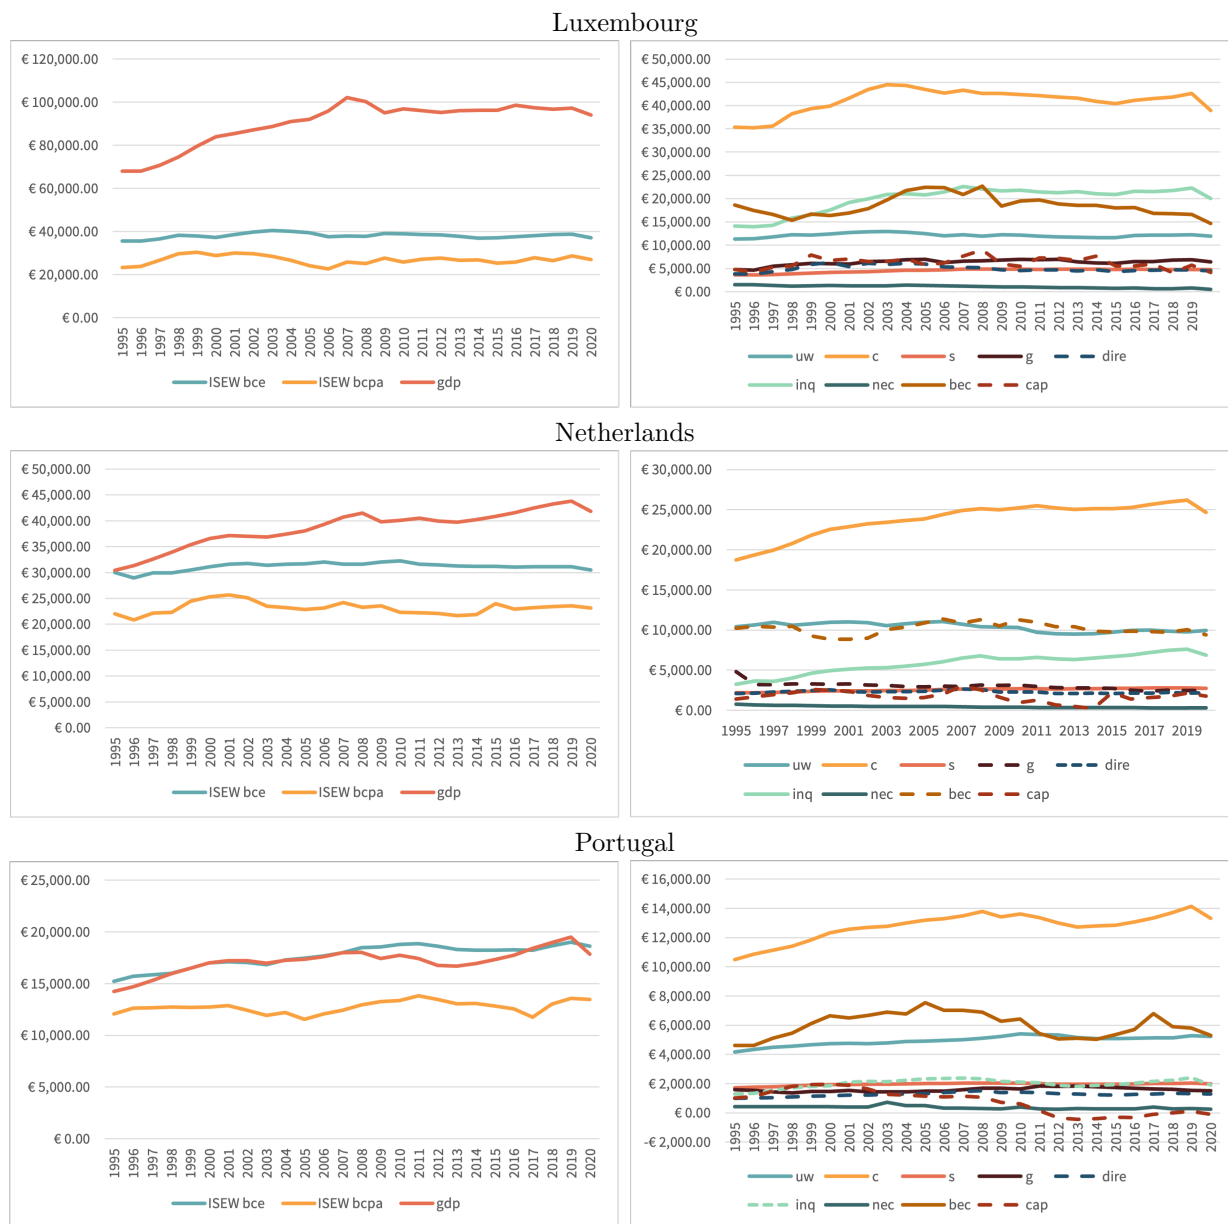 Luxembourg
€ 120,000.00
€ 100,000.00
€ 80,000.00
€ 60,000.00
€ 40,000.00
€ 20,000.00
€ 0.00
1995 1996 1997 1998 1999 2000 2001 2002 2003 2004 2005 2006 2007 2008 2009 2010 2011 2012 2013 2014 2015 2016 2017 2018 2019 2020
ISEW bce ISEW bcpa gdp
€ 50,000.00
€ 45,000.00
€ 40,000.00
€ 35,000.00
€ 30,000.00
€ 25,000.00
€ 20,000.00
€ 15,000.00
€ 10,000.00
€ 5,000.00
€ 0.00
1995 1996 1997 1998 1999 2000 2001 2002 2003 2004 2005 2006 2007 2008 2009 2010 2011 2012 2013 2014 2015 2016 2017 2018 2019
uw c s g dire
inq nec bec cap
Netherlands
€ 50,000.00
€ 45,000.00
€ 40,000.00
€ 35,000.00
€ 30,000.00
€ 25,000.00
€ 20,000.00
€ 15,000.00
€ 10,000.00
€ 5,000.00
€ 0.00
1995 1996 1997 1998 1999 2000 2001 2002 2003 2004 2005 2006 2007 2008 2009 2010 2011 2012 2013 2014 2015 2016 2017 2018 2019 2020
ISEW bce ISEW bcpa gdp
€ 30,000.00
€ 25,000.00
€ 20,000.00
€ 15,000.00
€ 10,000.00
€ 5,000.00
€ 0.00
1995 1997 1999 2001 2003 2005 2007 2009 2011 2013 2015 2017 2019
uw c s g dire
inq nec bec cap
Portugal
€ 25,000.00
€ 20,000.00
€ 15,000.00
€ 10,000.00
€ 5,000.00
€ 0.00
1995 1996 1997 1998 1999 2000 2001 2002 2003 2004 2005 2006 2007 2008 2009 2010 2011 2012 2013 2014 2015 2016 2017 2018 2019 2020
ISEW bce ISEW bcpa gdp
€ 16,000.00
€ 14,000.00
€ 12,000.00
€ 10,000.00
€ 8,000.00
€ 6,000.00
€ 4,000.00
€ 2,000.00
€ 0.00
-€ 2,000.00
1995 1996 1997 1998 1999 2000 2001 2002 2003 2004 2005 2006 2007 2008 2009 2010 2011 2012 2013 2014 2015 2016 2017 2018 2019 2020
uw c s g dire
inq nec bec cap